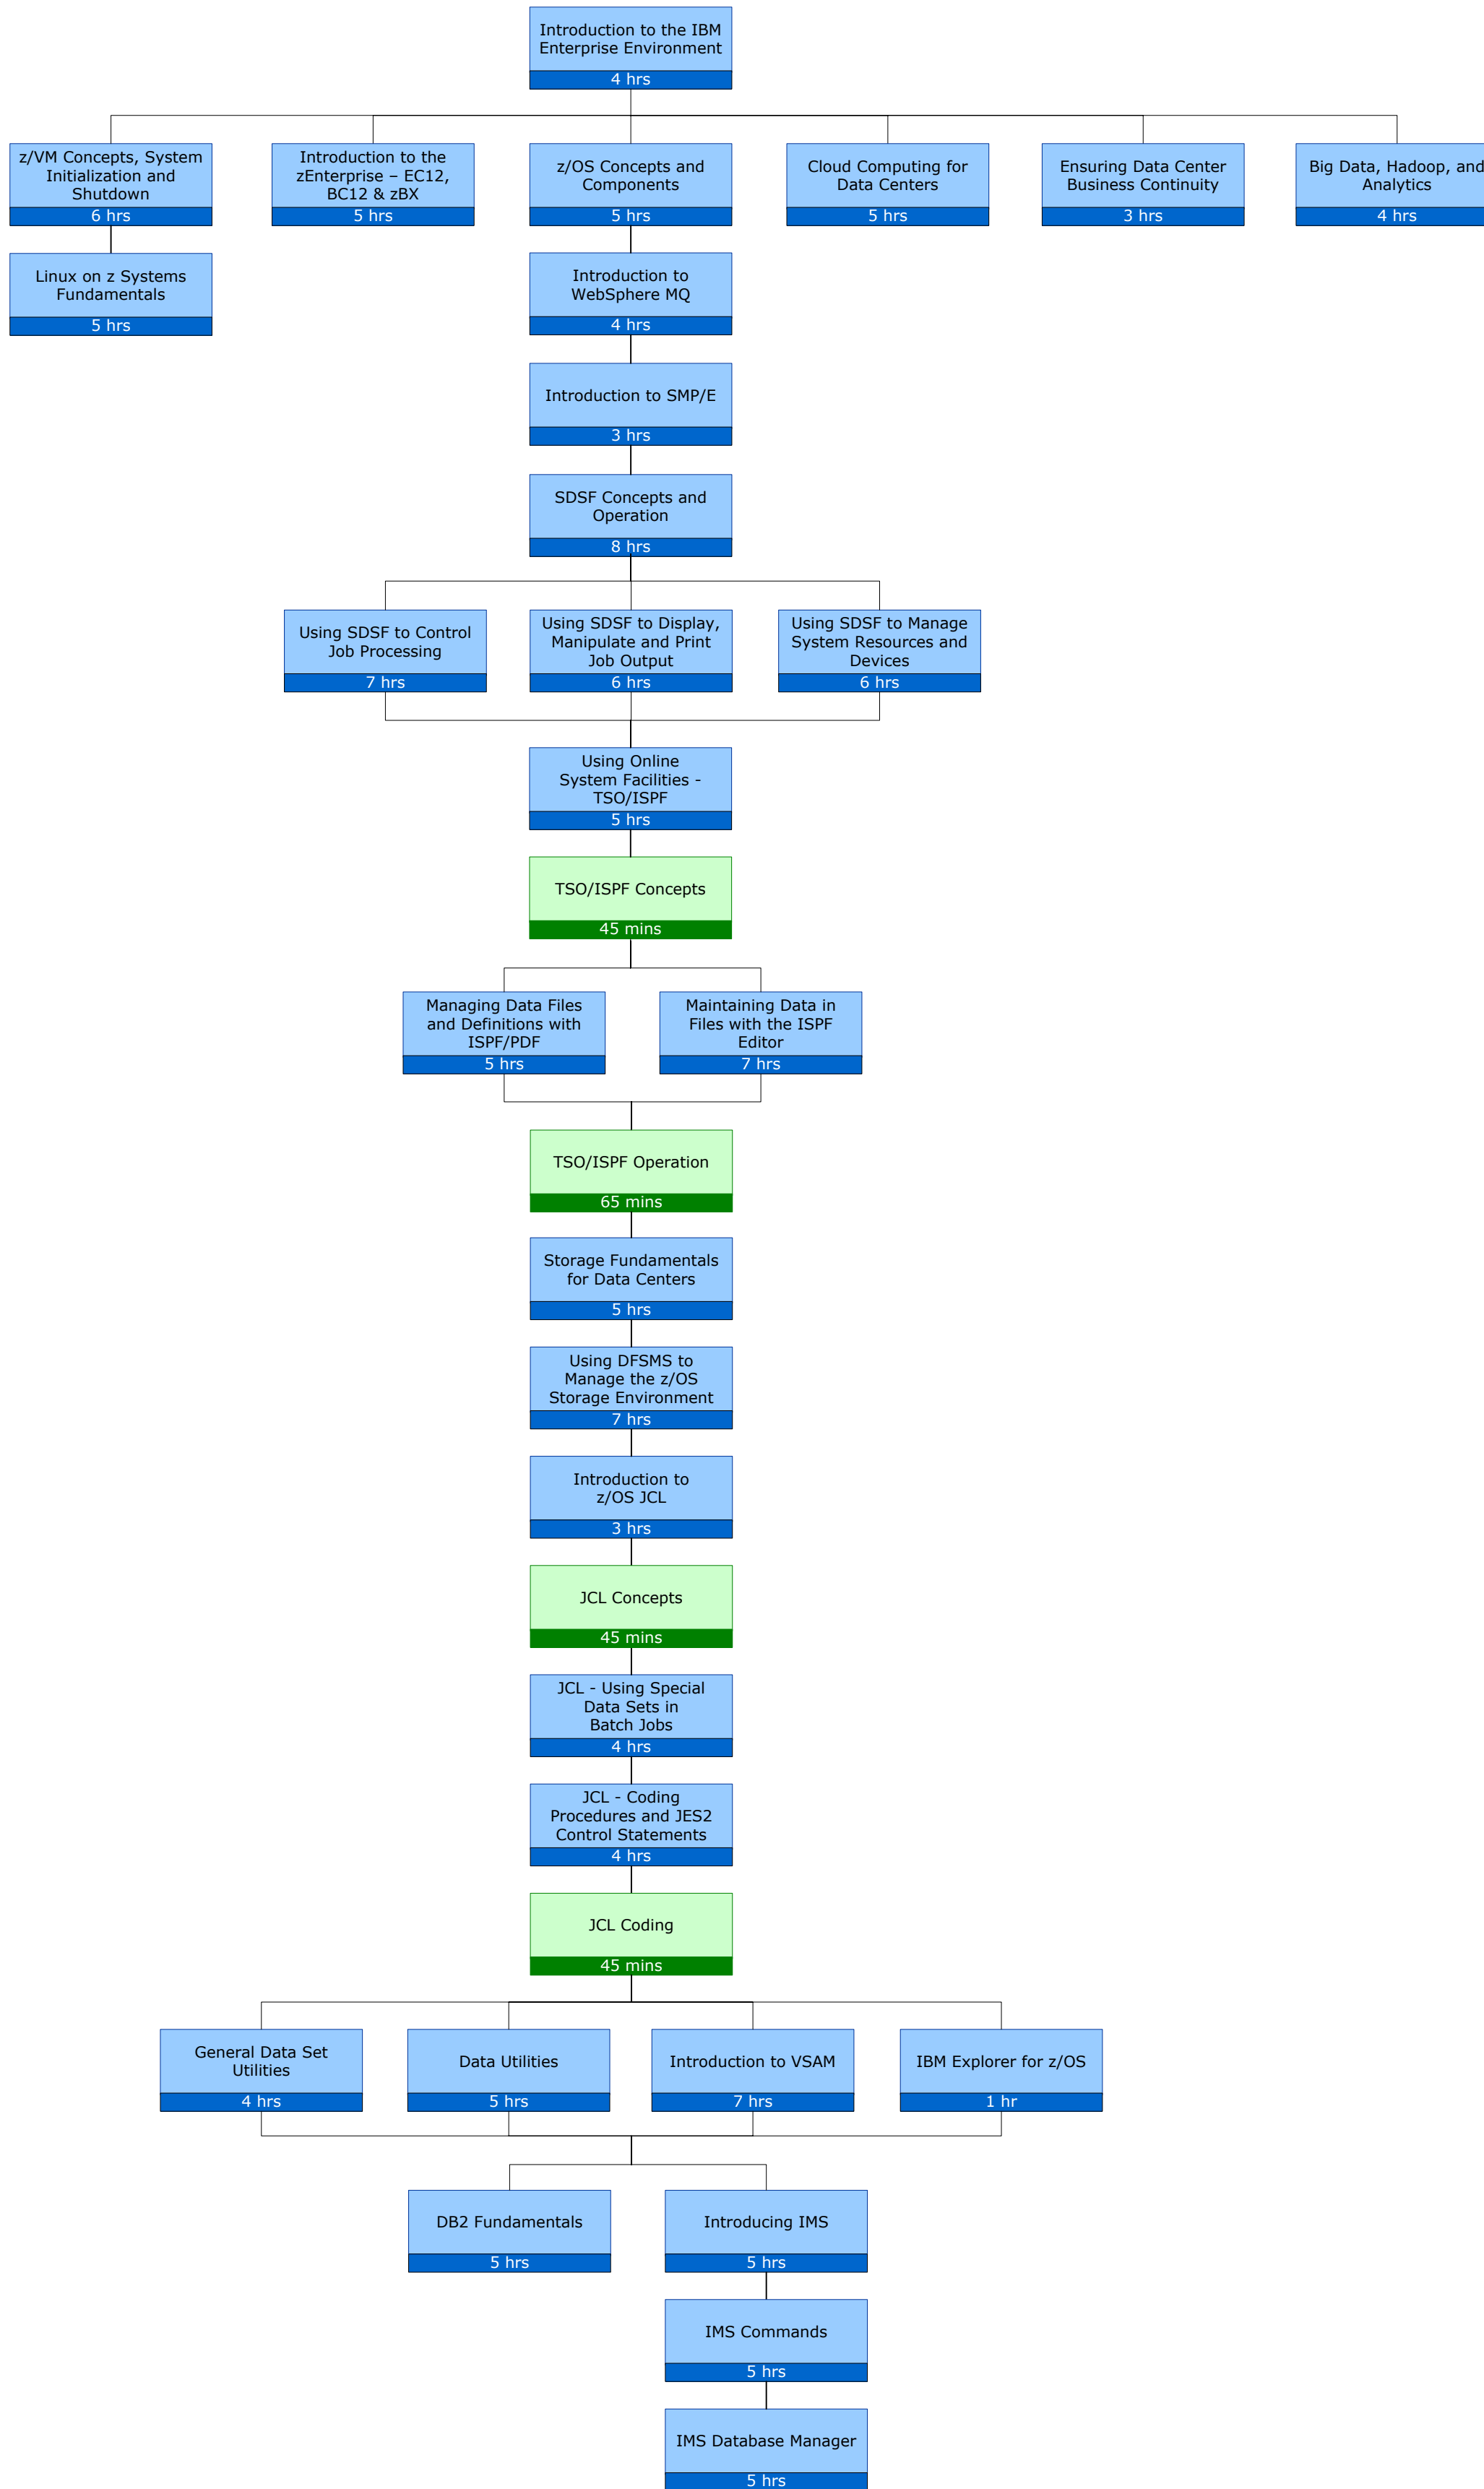 Introduction to the IBM
Enterprise Environment
4 hrs
z/VM Concepts, System
Initialization and
Shutdown
6 hrs
Introduction to the
zEnterprise – EC12,
BC12 & zBX
5 hrs
z/OS Concepts and
Components
5 hrs
Cloud Computing for
Data Centers
5 hrs
Ensuring Data Center
Business Continuity
3 hrs
Big Data, Hadoop, and
Analytics
4 hrs
Linux on z Systems
Fundamentals
5 hrs
Introduction to
WebSphere MQ
4 hrs
Introduction to SMP/E
3 hrs
SDSF Concepts and
Operation
8 hrs
Using SDSF to Control
Job Processing
7 hrs
Using SDSF to Display,
Manipulate and Print
Job Output
6 hrs
Using SDSF to Manage
System Resources and
Devices
6 hrs
Using Online
System Facilities -
TSO/ISPF
5 hrs
TSO/ISPF Concepts
45 mins
Managing Data Files
and Definitions with
ISPF/PDF
5 hrs
Maintaining Data in
Files with the ISPF
Editor
7 hrs
TSO/ISPF Operation
65 mins
Storage Fundamentals
for Data Centers
5 hrs
Using DFSMS to
Manage the z/OS
Storage Environment
7 hrs
Introduction to
z/OS JCL
3 hrs
JCL Concepts
45 mins
JCL - Using Special
Data Sets in
Batch Jobs
4 hrs
JCL - Coding
Procedures and JES2
Control Statements
4 hrs
JCL Coding
45 mins
General Data Set
Utilities
4 hrs
Data Utilities
5 hrs
Introduction to VSAM
7 hrs
IBM Explorer for z/OS
1 hr
DB2 Fundamentals
5 hrs
Introducing IMS
5 hrs
IMS Commands
5 hrs
IMS Database Manager
5 hrs